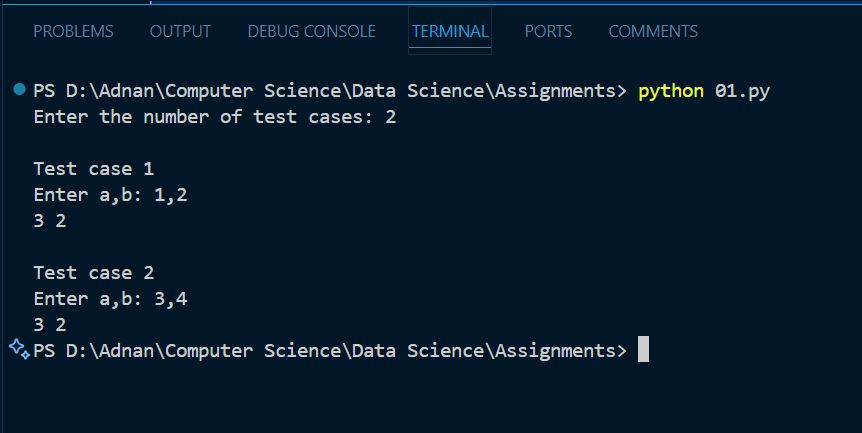 PROBLEMS OUTPUT DEBUG CONSOLE TERMINAL PORTS COMMENTS
PS D:\Adnan\Computer Science\Data Science\Assignments> python 01.py
Enter the number of test cases: 2
Test case 1
Enter a,b: 1,2
3 2
Test case 2
Enter a,b: 3,4
3 2
PS D:\Adnan\Computer Science\Data Science\Assignments>